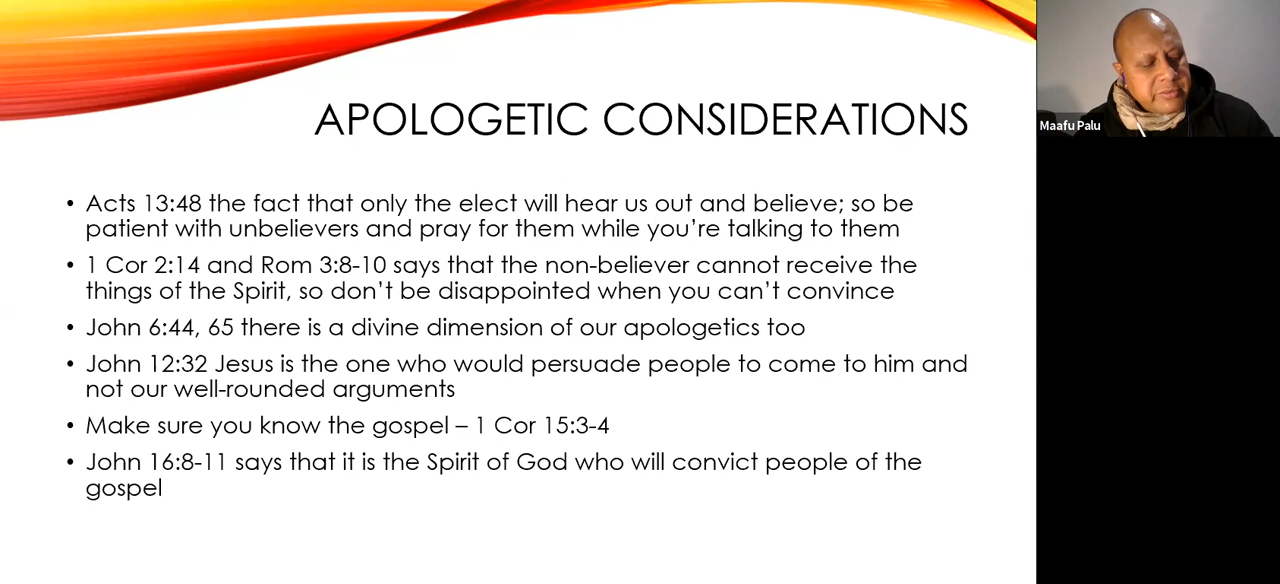 APOLOGETIC CONSIDERATIONS
• Acts 13:48 the fact that only the elect will hear us out and believe; so be
patient with unbelievers and pray for them while you’re talking to them
• 1 Cor 2:14 and Rom 3:8-10 says that the non-believer cannot receive the
things of the Spirit, so don’t be disappointed when you can’t convince
• John 6:44, 65 there is a divine dimension of our apologetics too
• John 12:32 Jesus is the one who would persuade people to come to him and
not our well-rounded arguments
• Make sure you know the gospel – 1 Cor 15:3-4
• John 16:8-11 says that it is the Spirit of God who will convict people of the
gospel
Maafu Palu